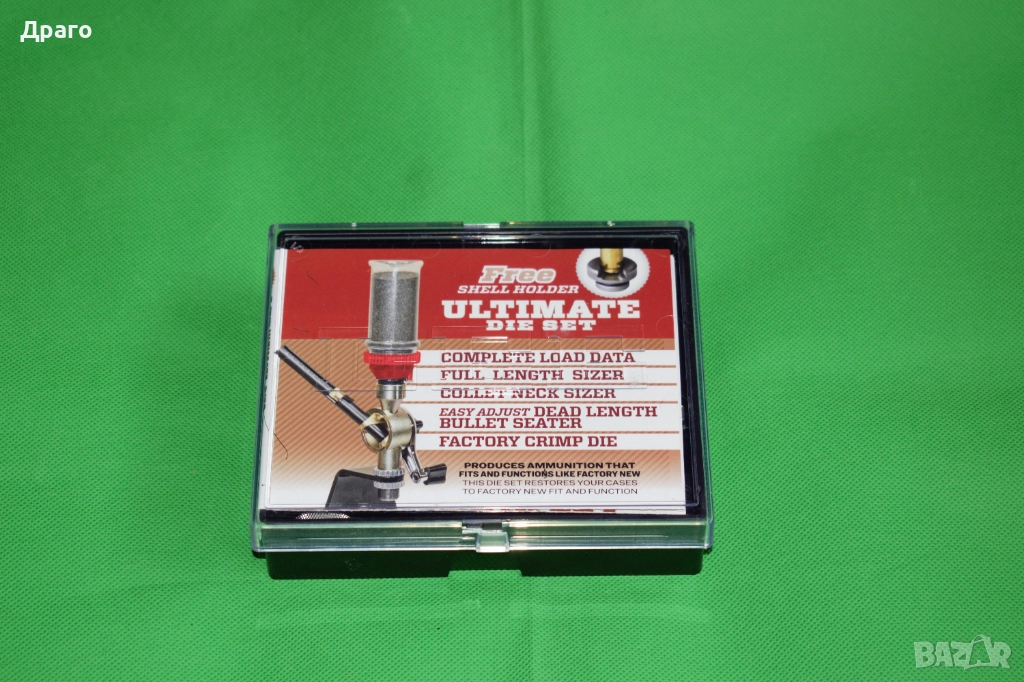 Драго
Free
SHELL HOLDER
ULTIMATE
DIE SET
COMPLETE LOAD DATA
FULL LENGTH SIZER
COLLET NECK SIZER
EASY ADJUST DEAD LENGTH
BULLET SEATER
FACTORY CRIMP DIE
PRODUCES AMMUNITION THAT
FITS AND FUNCTIONS LIKE FACTORY NEW
THIS DIE SET RESTORES YOUR CASES
TO FACTORY NEW FIT AND FUNCTION
BAZAR